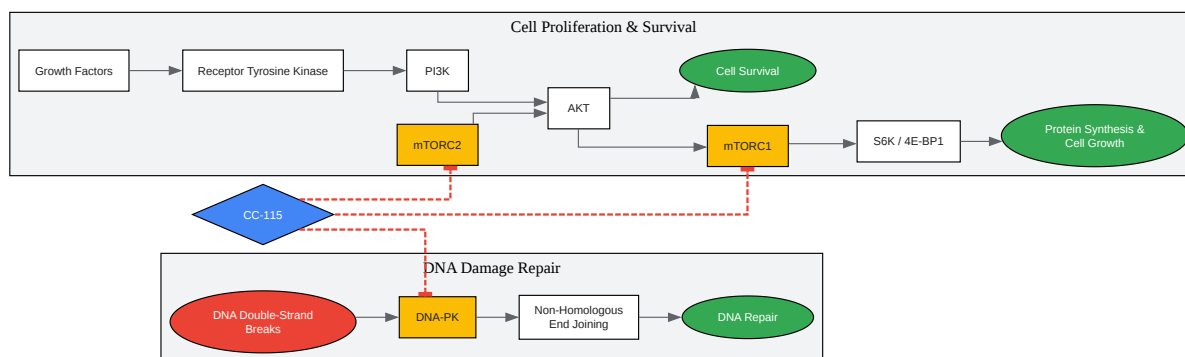 Cell Proliferation & Survival
Growth Factors
Receptor Tyrosine Kinase
PI3K
Cell Survival
AKT
mTORC2
mTORC1
S6K / 4E-BP1
Protein Synthesis &
Cell Growth
CC-115
DNA Damage Repair
DNA Double-Strand
Breaks
DNA-PK
Non-Homologous
End Joining
DNA Repair